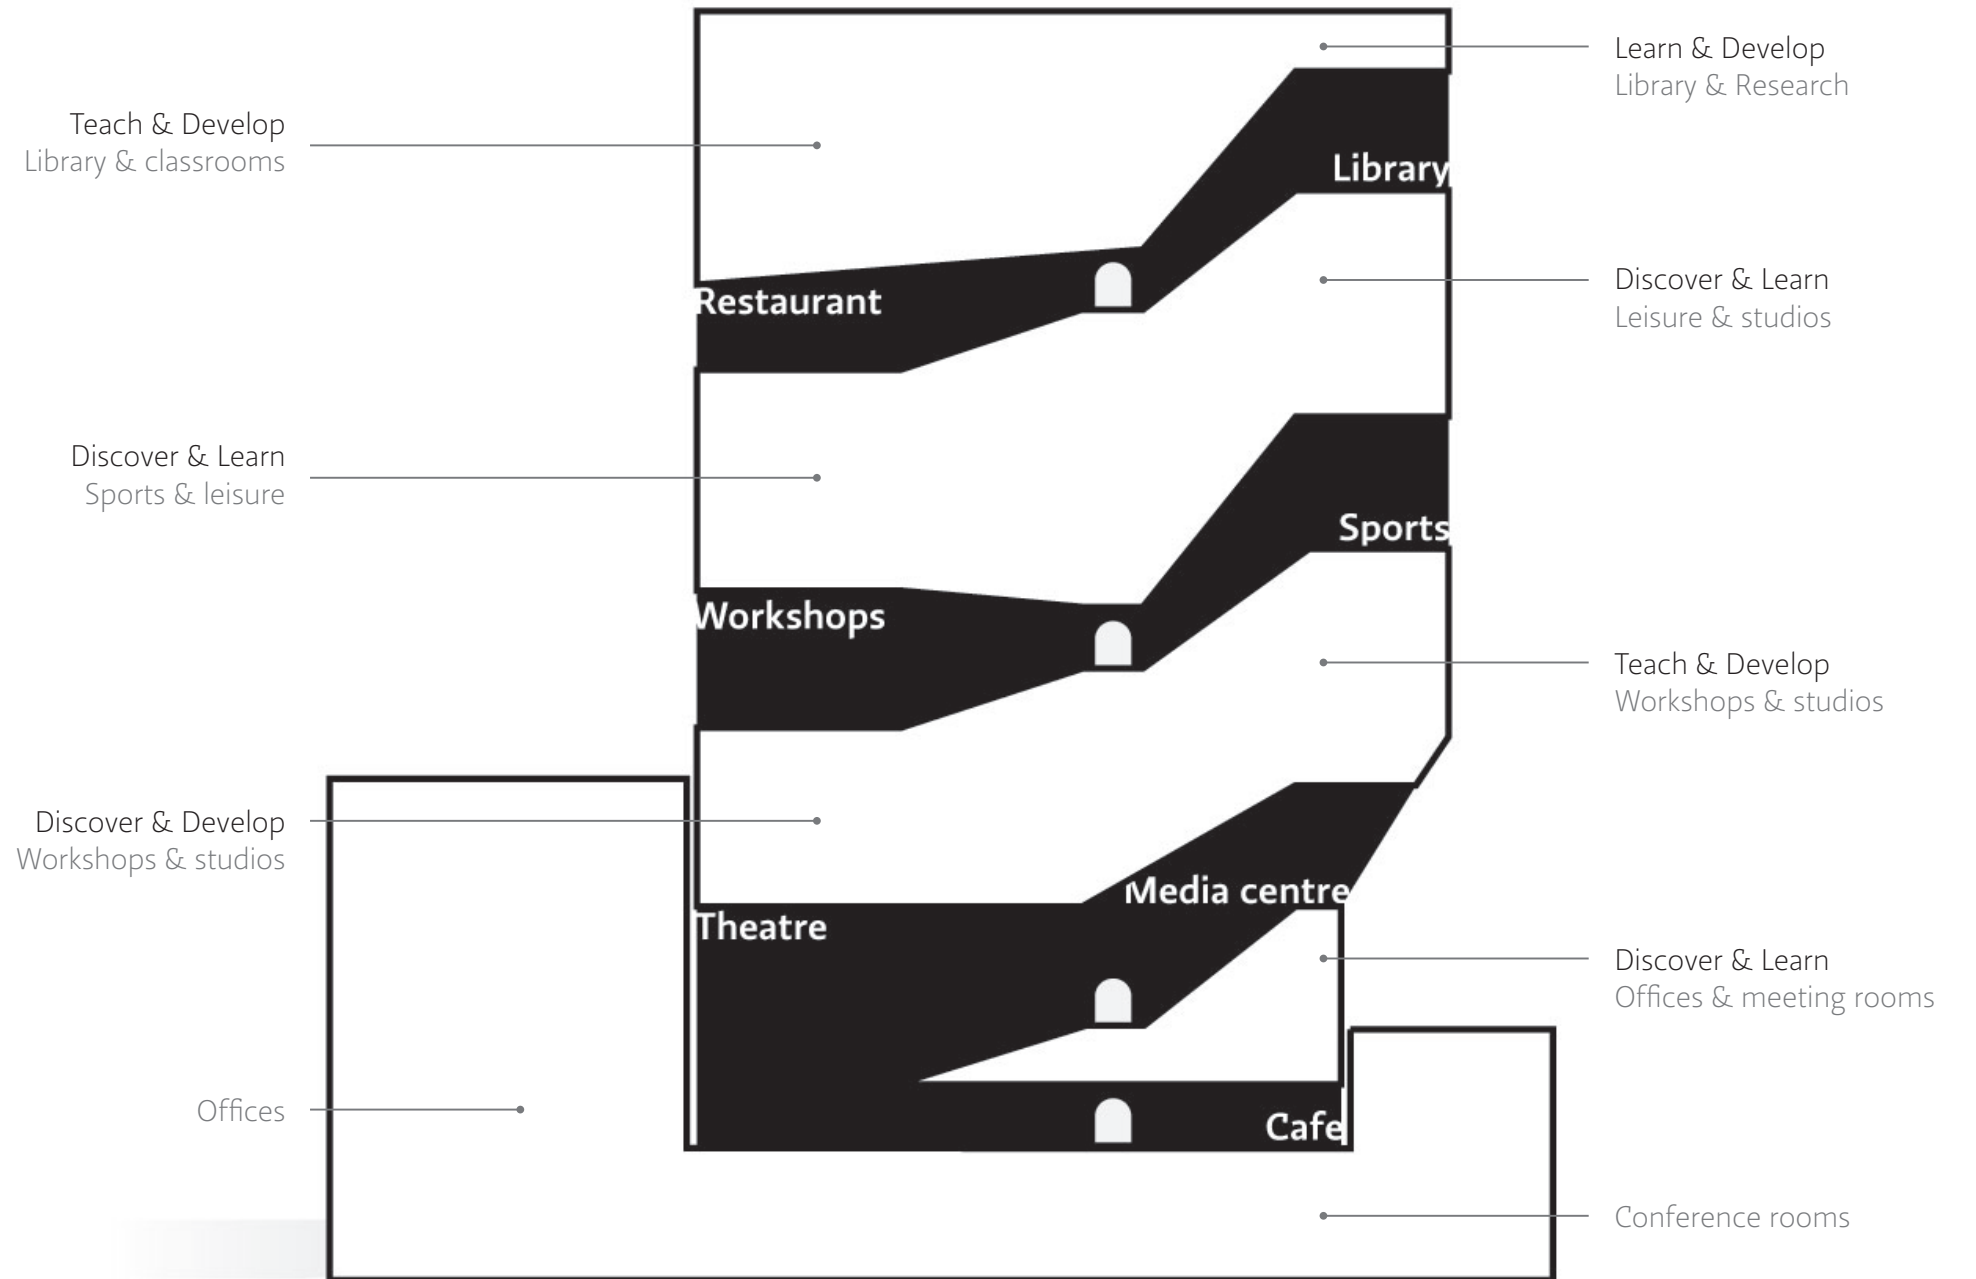 Learn & Develop
Library & Research
Teach & Develop
Library & classrooms
Library
Discover & Learn
Leisure & studios
Restaurant
Discover & Learn
Sports & leisure
Sports
Workshops
Teach & Develop
Workshops & studios
Discover & Develop
Workshops & studios
Media centre
Theatre
Discover & Learn
Offices & meeting rooms
Offices
Cafe
Conference rooms